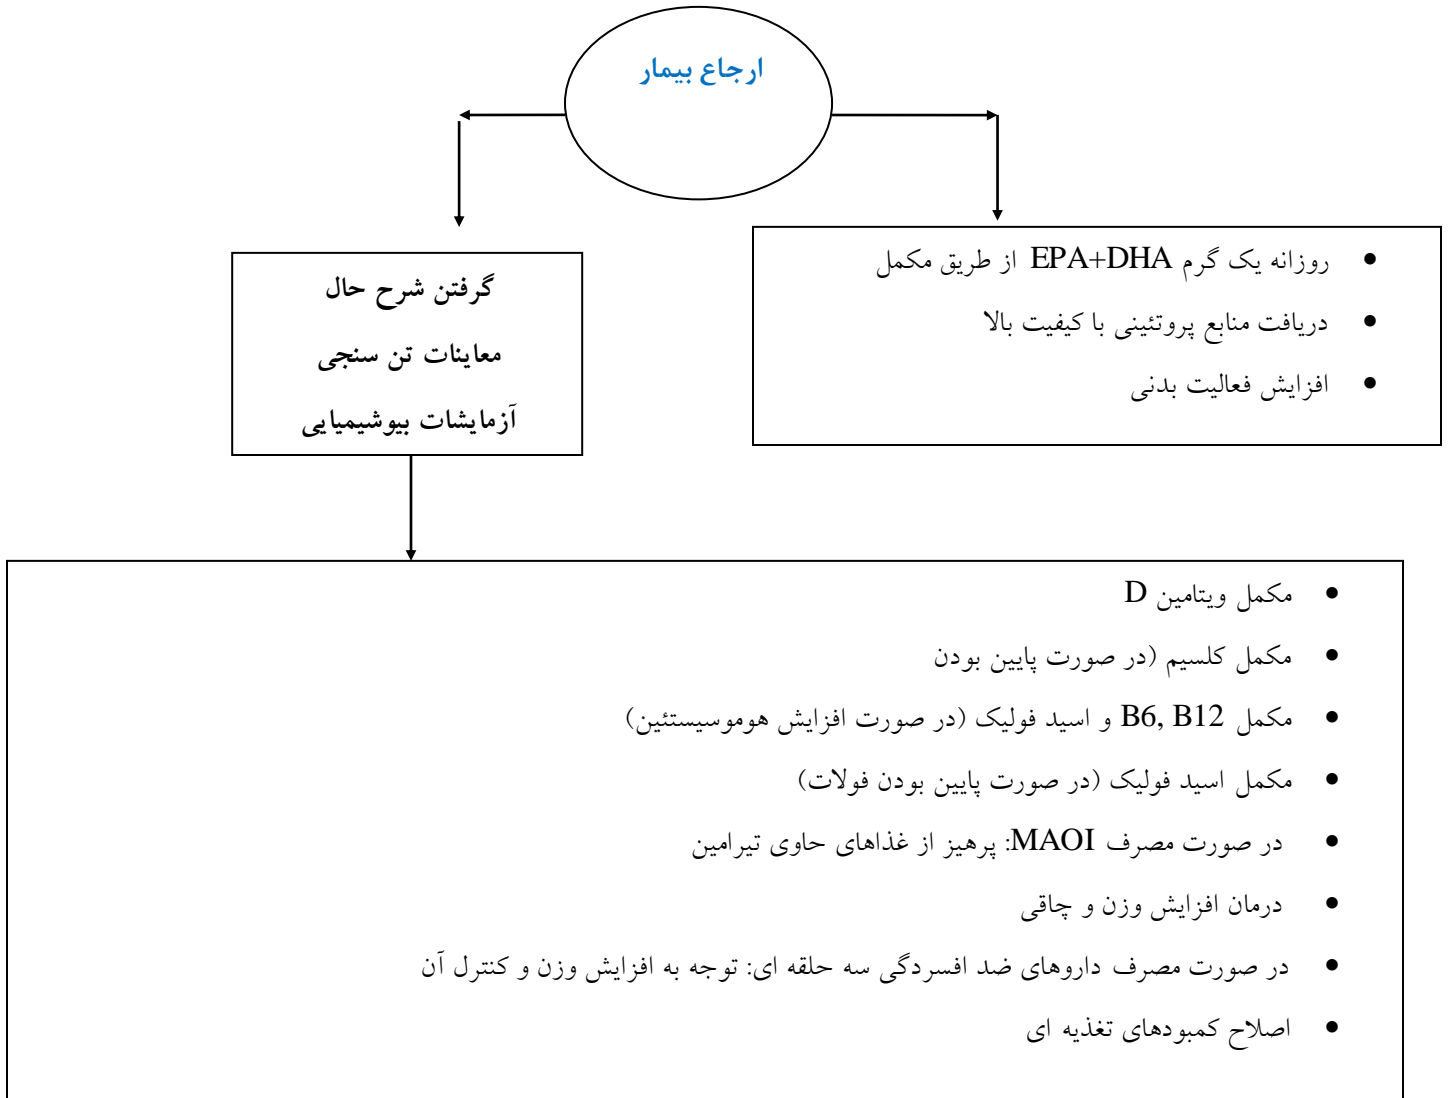 ارجاع بیمار
• روزانه یک گرم EPA+DHA از طریق مکمل
• دریافت منابع پروتئینی با کیفیت بالا
• افزایش فعالیت بدنی
گرفتن شرح حال
معاینات تن سنجی
آزمایشات بیوشیمیایی
• مکمل ویتامین D
• مکمل کلسیم (در صورت پایین بودن
• مکمل B6, B12 و اسید فولیک (در صورت افزایش هوموسیستئین)
• مکمل اسید فولیک (در صورت پایین بودن فولات)
• در صورت مصرف MAOI: پرهیز از غذاهای حاوی تیرامین
• درمان افزایش وزن و چاقی
• در صورت مصرف داروهای ضد افسردگی سه حلقه ای: توجه به افزایش وزن و کنترل آن
• اصلاح کمبودهای تغذیه ای